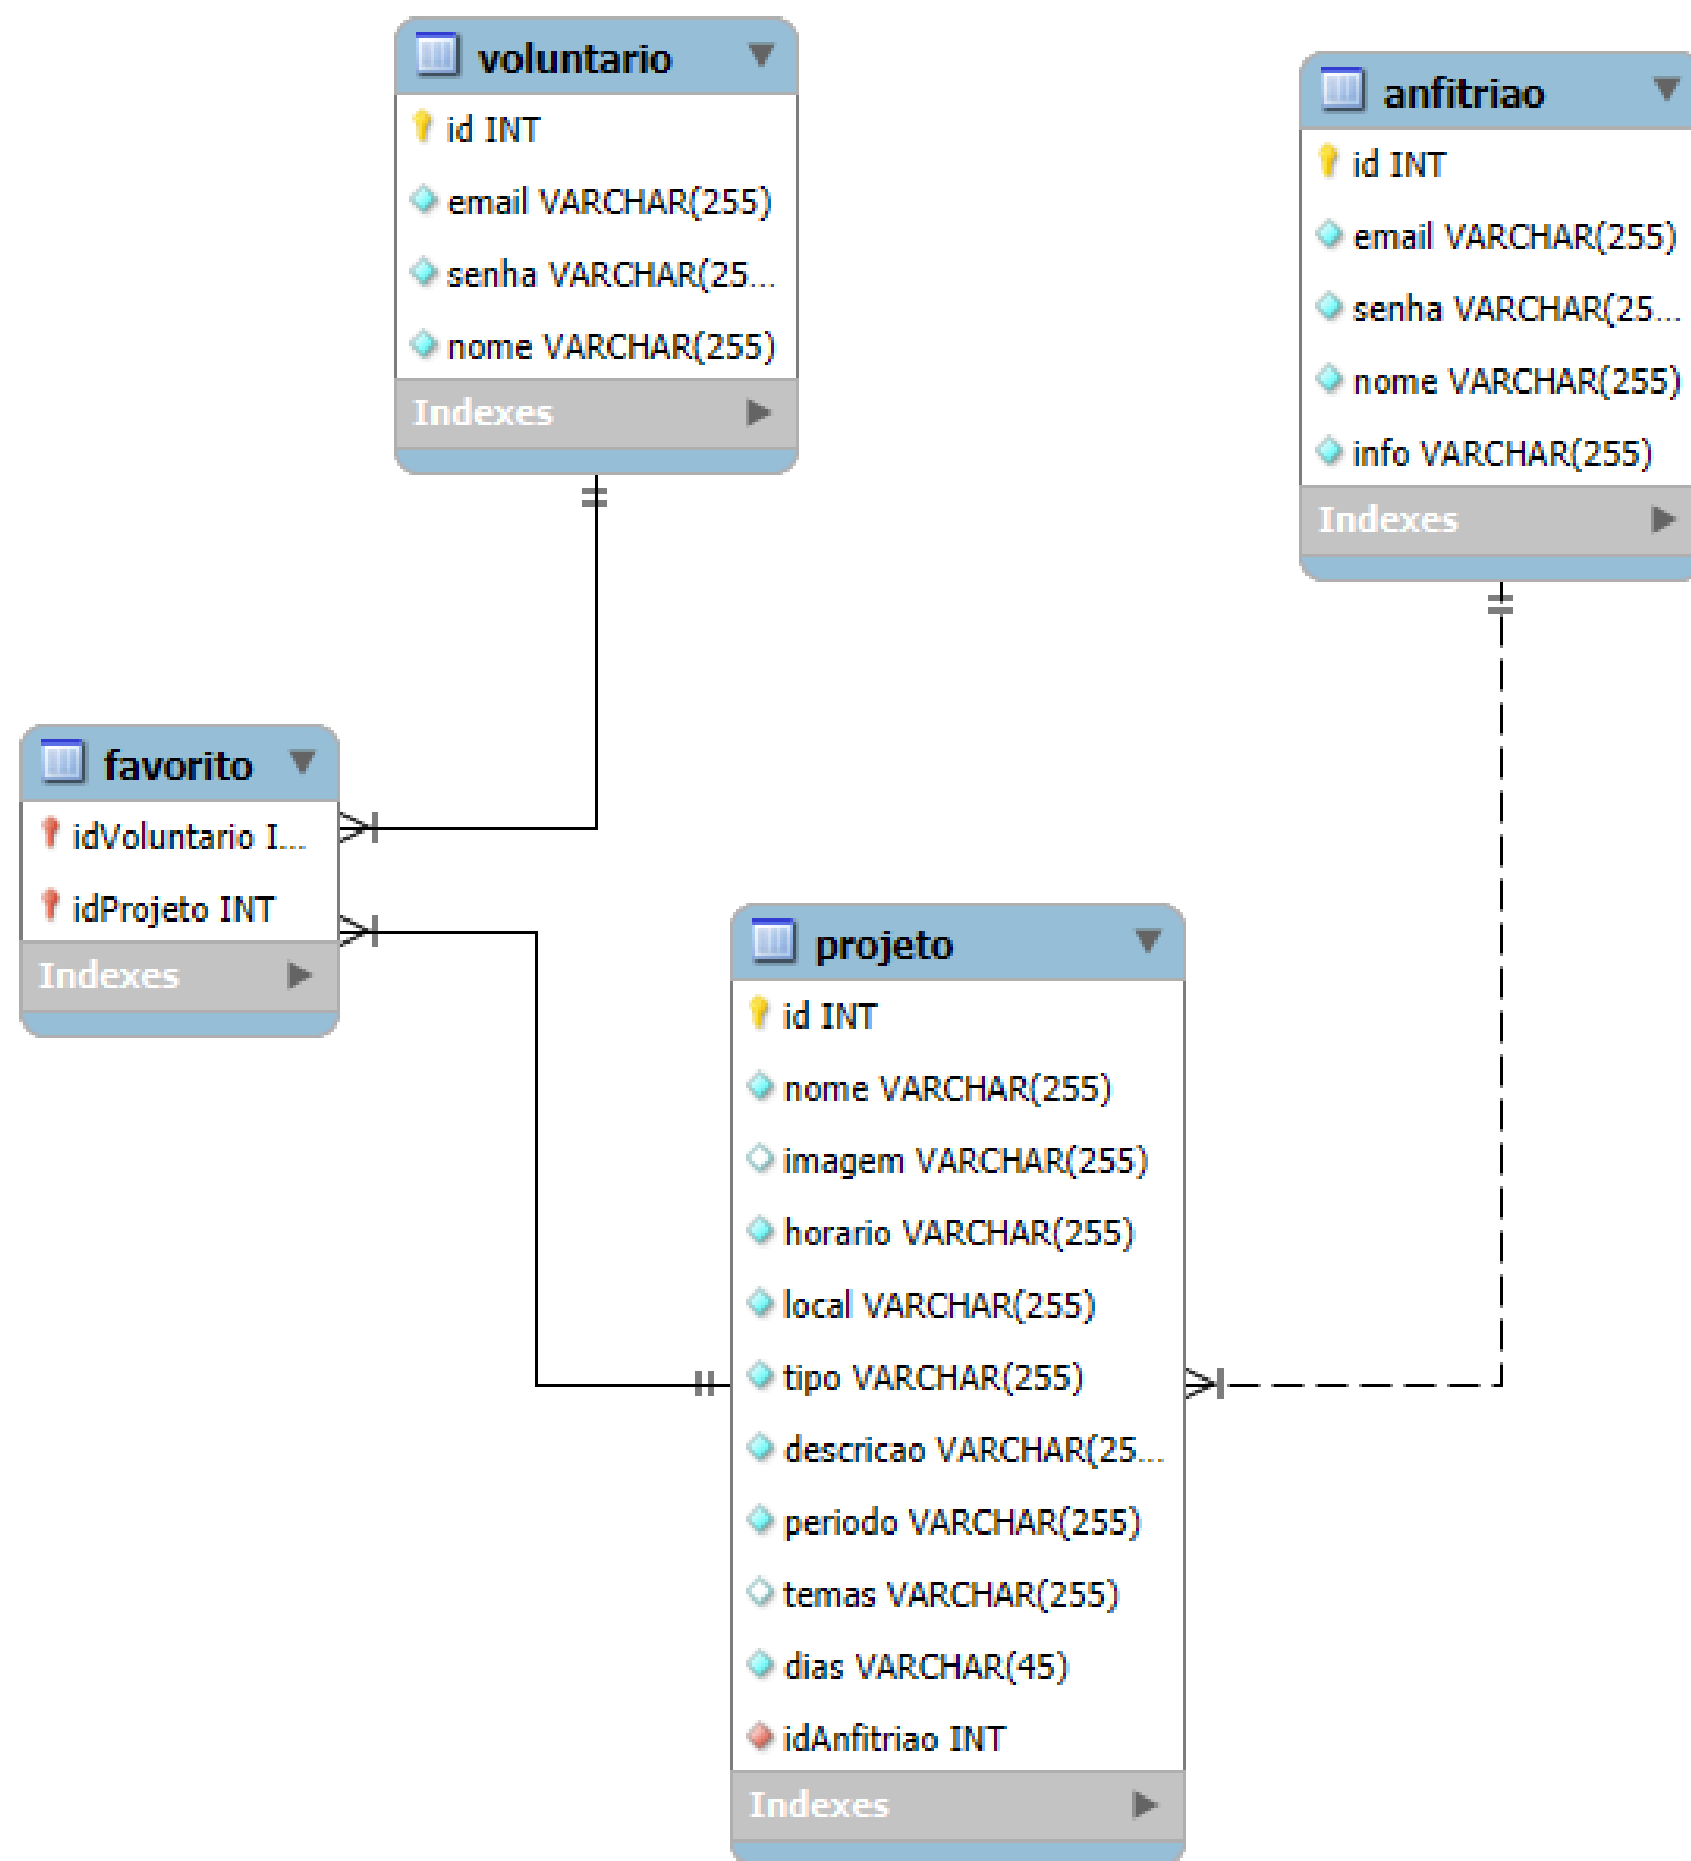 voluntario
id INT
email VARCHAR(255)
senha VARCHAR(25...
nome VARCHAR(255)
Indexes
anfitriao
id INT
email VARCHAR(255)
senha VARCHAR(25...
nome VARCHAR(255)
info VARCHAR(255)
Indexes
favorito
idVoluntario I...
idProjeto INT
Indexes
projeto
id INT
nome VARCHAR(255)
imagem VARCHAR(255)
horario VARCHAR(255)
local VARCHAR(255)
tipo VARCHAR(255)
descricao VARCHAR(25...
periodo VARCHAR(255)
temas VARCHAR(255)
dias VARCHAR(45)
idAnfitriao INT
Indexes